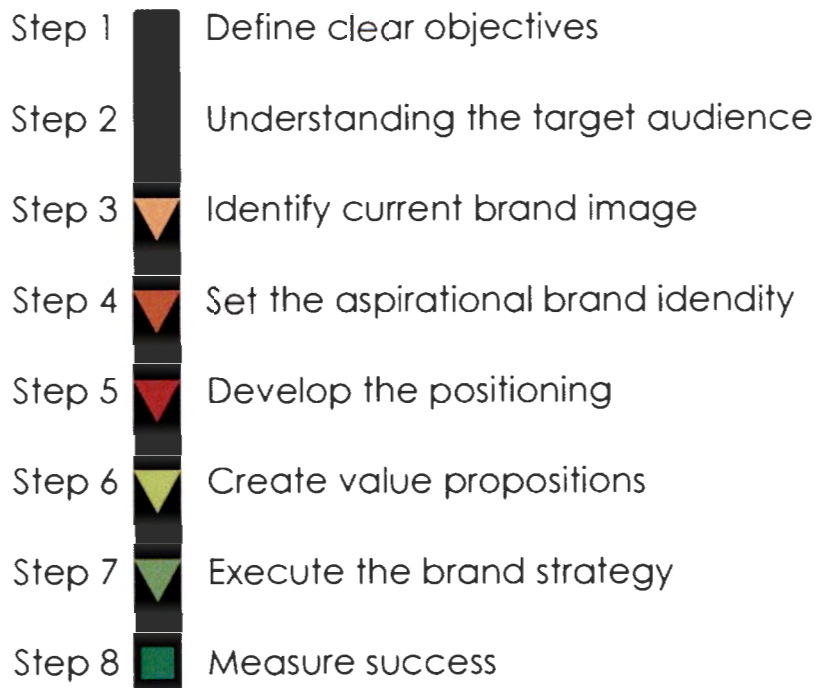 Step 1 Define clear objectives
Step 2 Understanding the target audience
Step 3 Identify current brand image
Step 4 Set the aspirational brand idendity
Step 5 Develop the positioning
Step 6 Create value propositions
Step 7 Execute the brand strategy
Step 8 Measure success